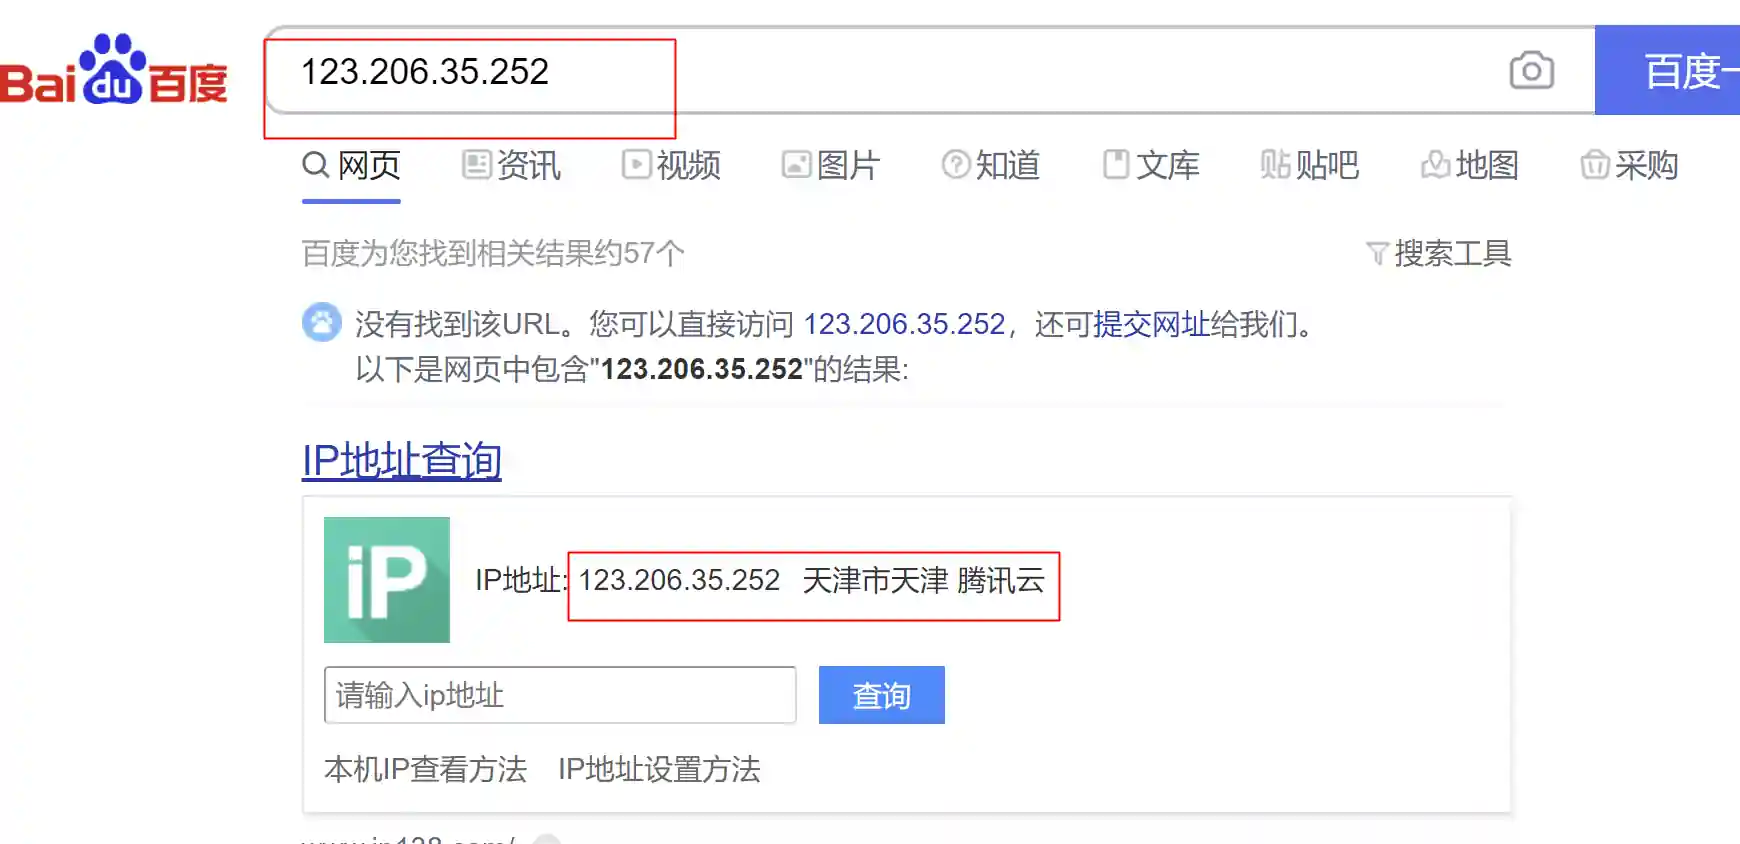 Bai du 百度 123.206.35.252 百度一
网页 资讯 视频 图片 知道 文库 贴吧 地图 采购
百度为您找到相关结果约57个 搜索工具
没有找到该URL。您可以直接访问 123.206.35.252，还可提交网址给我们。
以下是网页中包含"123.206.35.252"的结果:
IP地址查询
iP IP地址: 123.206.35.252 天津市天津 腾讯云
请输入ip地址 查询
本机IP查看方法 IP地址设置方法